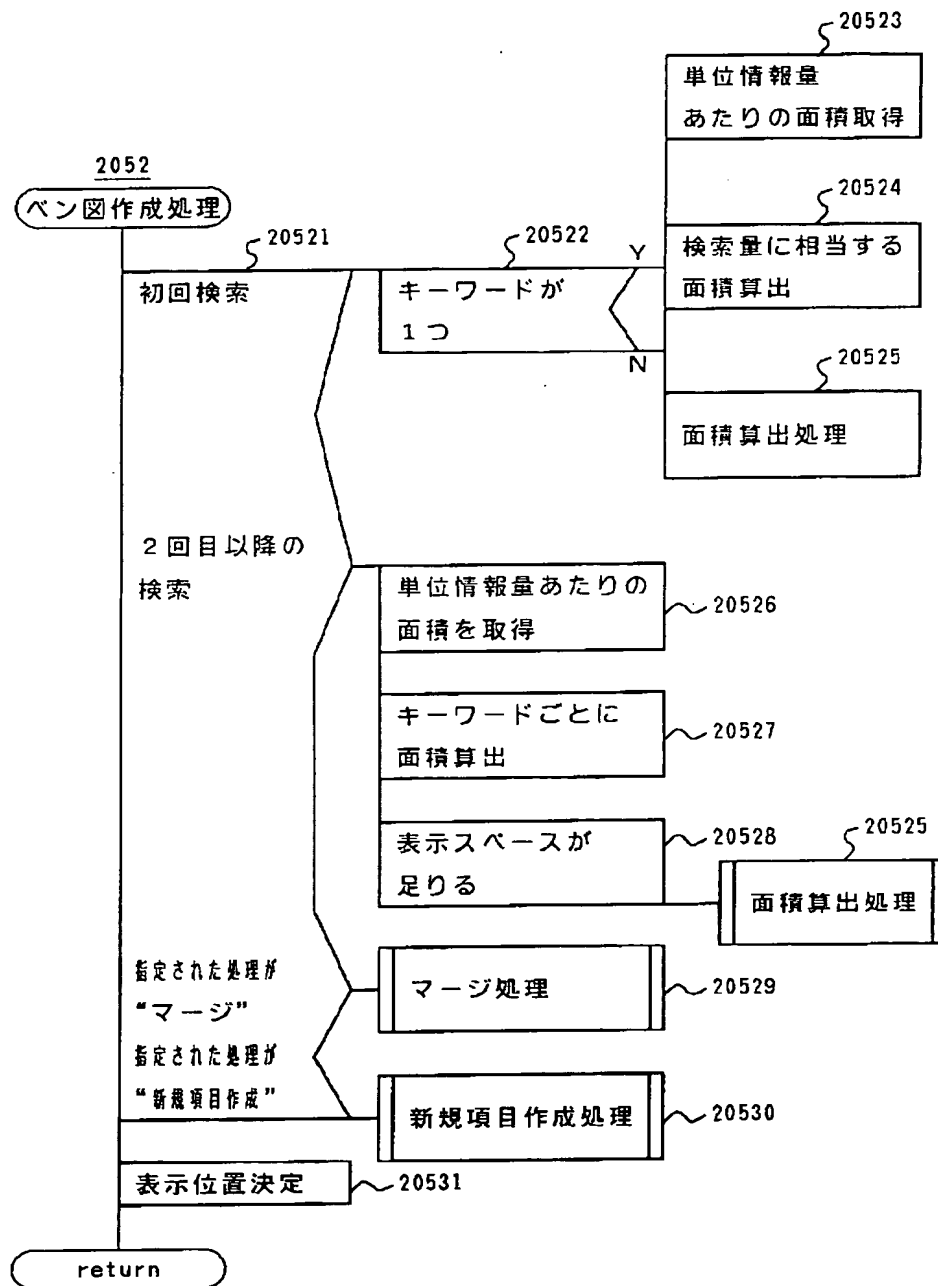 20523
単位情報量
あたりの面積取得
2052
ベン図作成処理
20521
20522
20524
初回検索
キーワードが
1つ
Y
N
検索量に相当する
面積算出
20525
面積算出処理
2回目以降の
検索
単位情報量あたりの
面積を取得
20526
キーワードごとに
面積算出
20527
表示スペースが
足りる
20528
20525
面積算出処理
指定された処理が
“マージ”
マージ処理
20529
指定された処理が
“新規項目作成”
新規項目作成処理
20530
表示位置決定
20531
return